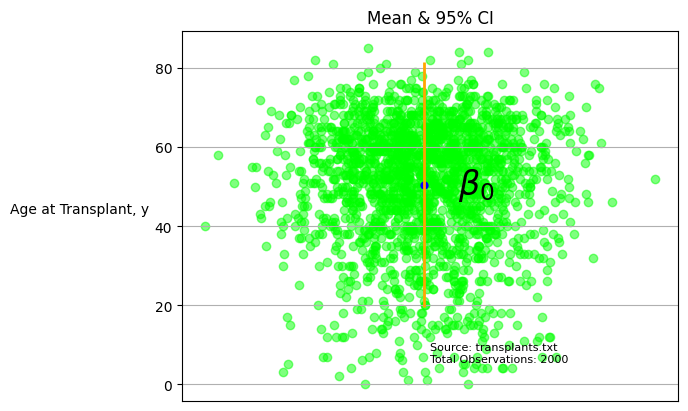 Mean & 95% CI
80
60
β0
Age at Transplant, y
40
20
Source: transplants.txt
Total Observations: 2000
0